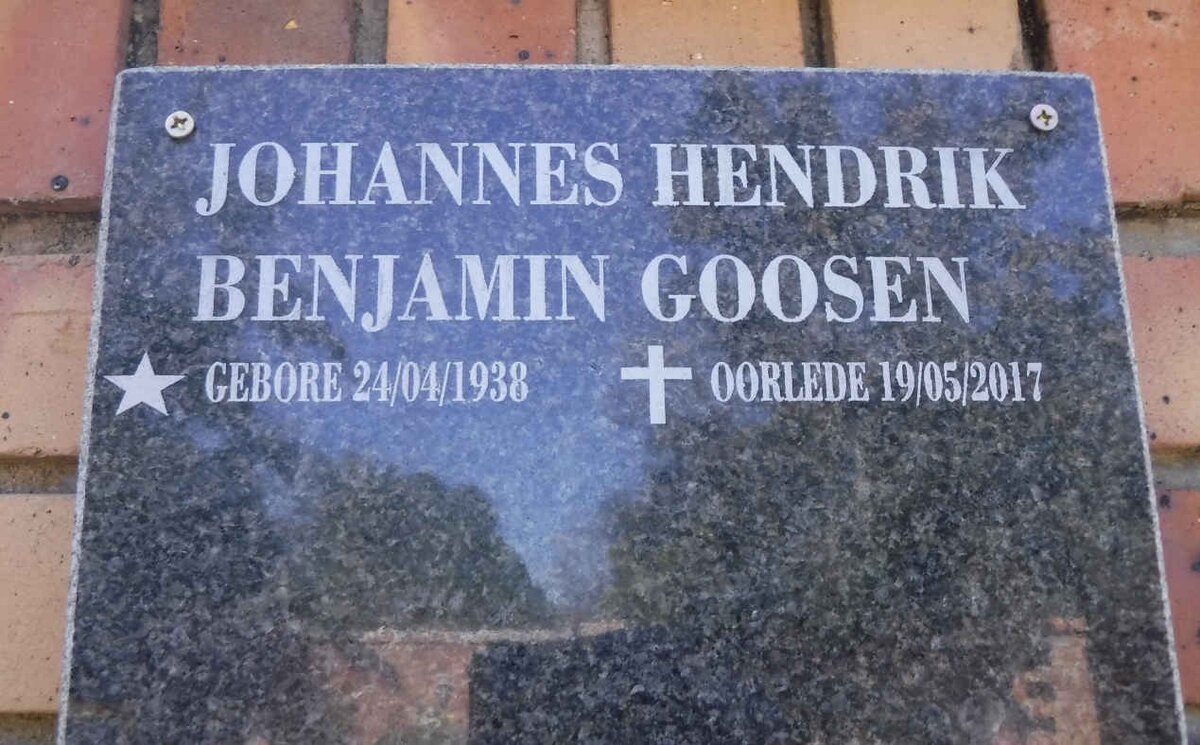 JOHANNES HENDRIK
BENJAMIN GOOSEN
GEBORE 24/04/1938 OORLEDE 19/05/2017